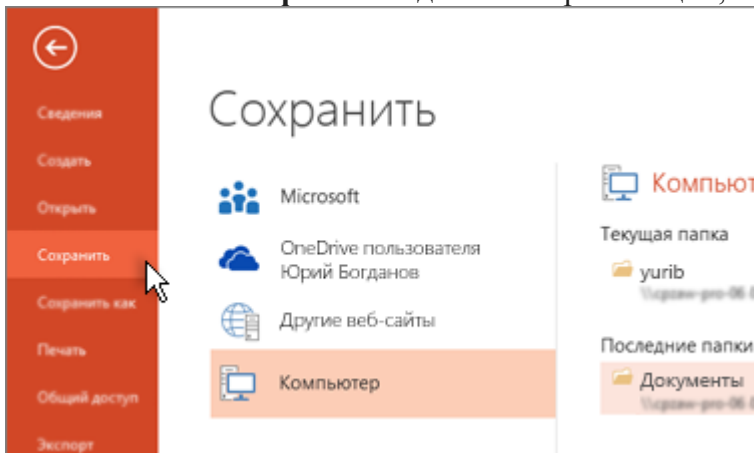 Сведения
Создать
Открыть
Сохранить
Сохранить как
Печать
Общий доступ
Экспорт
Сохранить
Microsoft
OneDrive пользователя
Юрий Богданов
Другие веб-сайты
Компьютер
Компьют
Текущая папка
yurib
Последние папки
Документы